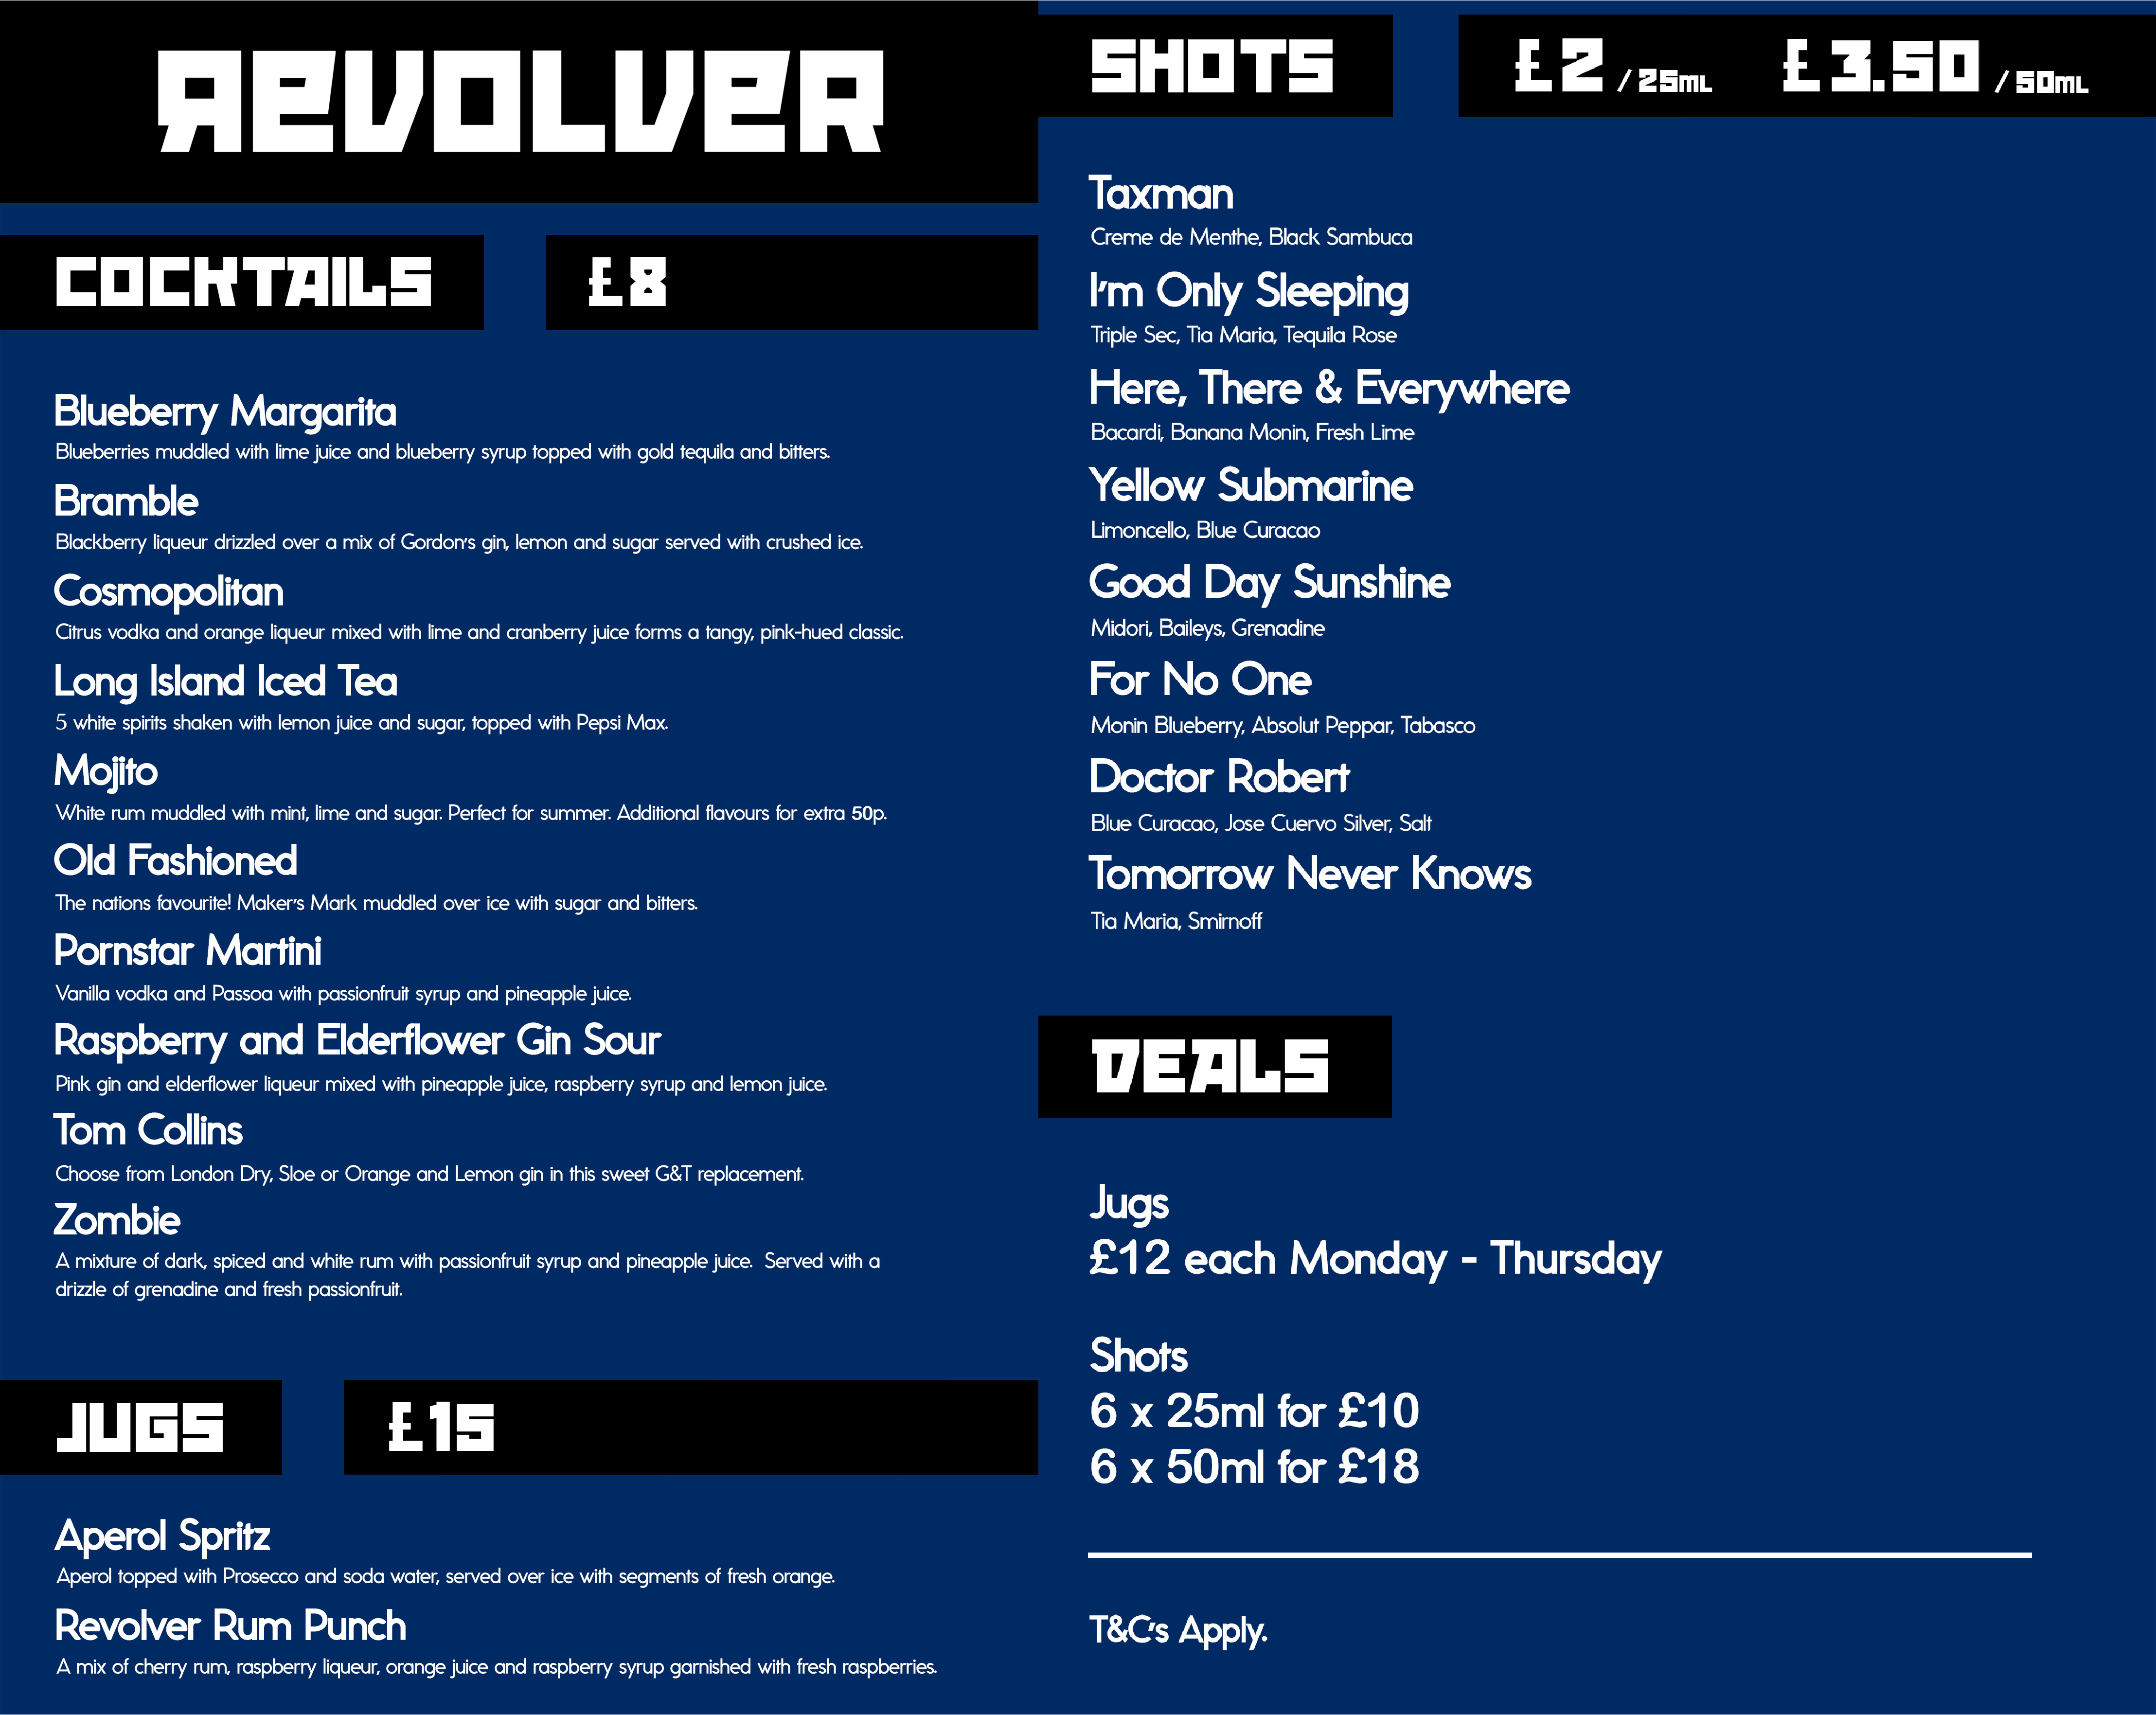 REVOLVER
COCKTAILS £8
Blueberry Margarita
Blueberries muddled with lime juice and blueberry syrup topped with gold tequila and bitters.
Bramble
Blackberry liqueur drizzled over a mix of Gordon's gin, lemon and sugar served with crushed ice.
Cosmopolitan
Citrus vodka and orange liqueur mixed with lime and cranberry juice forms a tangy, pink-hued classic.
Long Island Iced Tea
5 white spirits shaken with lemon juice and sugar, topped with Pepsi Max.
Mojito
White rum muddled with mint, lime and sugar. Perfect for summer. Additional flavours for extra 50p.
Old Fashioned
The nations favourite! Maker's Mark muddled over ice with sugar and bitters.
Pornstar Martini
Vanilla vodka and Passoa with passionfruit syrup and pineapple juice.
Raspberry and Elderflower Gin Sour
Pink gin and elderflower liqueur mixed with pineapple juice, raspberry syrup and lemon juice.
Tom Collins
Choose from London Dry, Sloe or Orange and Lemon gin in this sweet G&T replacement.
Zombie
A mixture of dark, spiced and white rum with passionfruit syrup and pineapple juice. Served with a
drizzle of grenadine and fresh passionfruit.
JUGS £15
Aperol Spritz
Aperol topped with Prosecco and soda water, served over ice with segments of fresh orange.
Revolver Rum Punch
A mix of cherry rum, raspberry liqueur, orange juice and raspberry syrup garnished with fresh raspberries.
SHOTS £2 /25ML £3.50 /50ML
Taxman
Creme de Menthe, Black Sambuca
I'm Only Sleeping
Triple Sec, Tia Maria, Tequila Rose
Here, There & Everywhere
Bacardi, Banana Monin, Fresh Lime
Yellow Submarine
Limoncello, Blue Curacao
Good Day Sunshine
Midori, Baileys, Grenadine
For No One
Monin Blueberry, Absolut Peppar, Tabasco
Doctor Robert
Blue Curacao, Jose Cuervo Silver, Salt
Tomorrow Never Knows
Tia Maria, Smirnoff
DEALS
Jugs
£12 each Monday - Thursday
Shots
6 x 25ml for £10
6 x 50ml for £18
T&C's Apply.